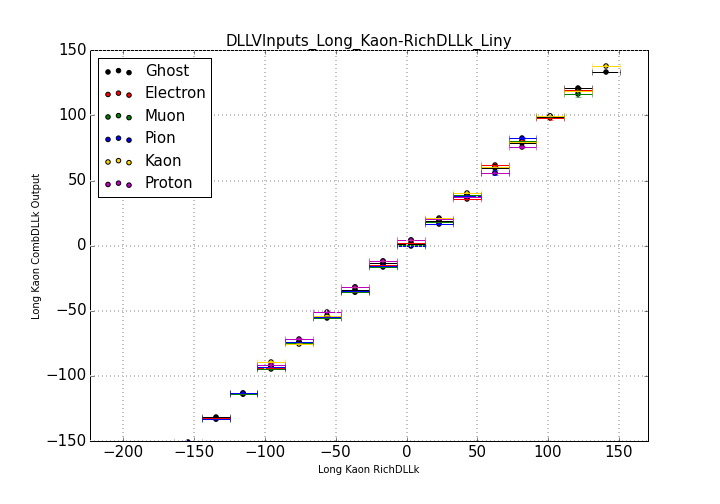 DLLVInputs_Long_Kaon-RichDLLk_Liny
150
100
50
0
−50
−100
−150
Long Kaon CombDLLk Output
Ghost
Electron
Muon
Pion
Kaon
Proton
−200 −150 −100 −50 0 50 100 150
Long Kaon RichDLLk